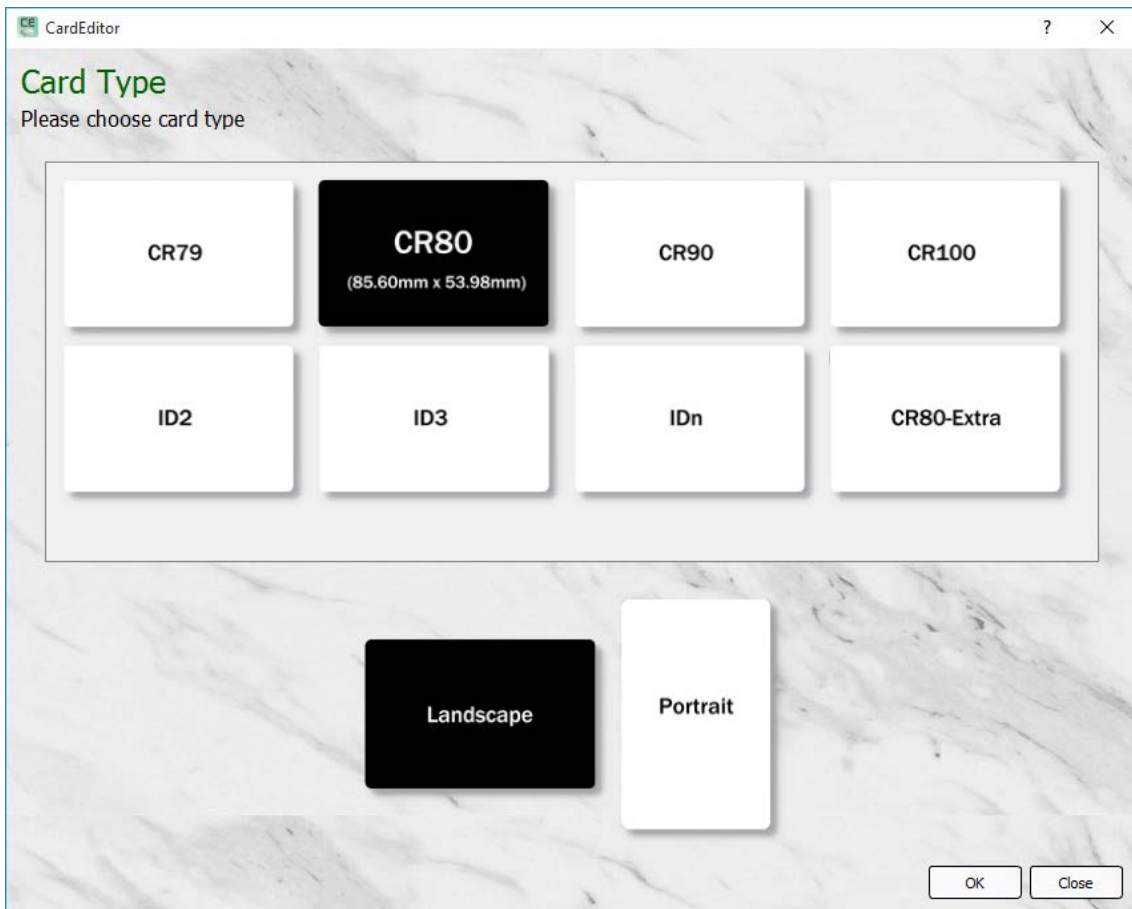 CE
CardEditor
?
Card Type
Please choose card type
CR79
CR80
(85.60mm x 53.98mm)
CR90
CR100
ID2
ID3
IDn
CR80-Extra
Landscape
Portrait
OK
Close